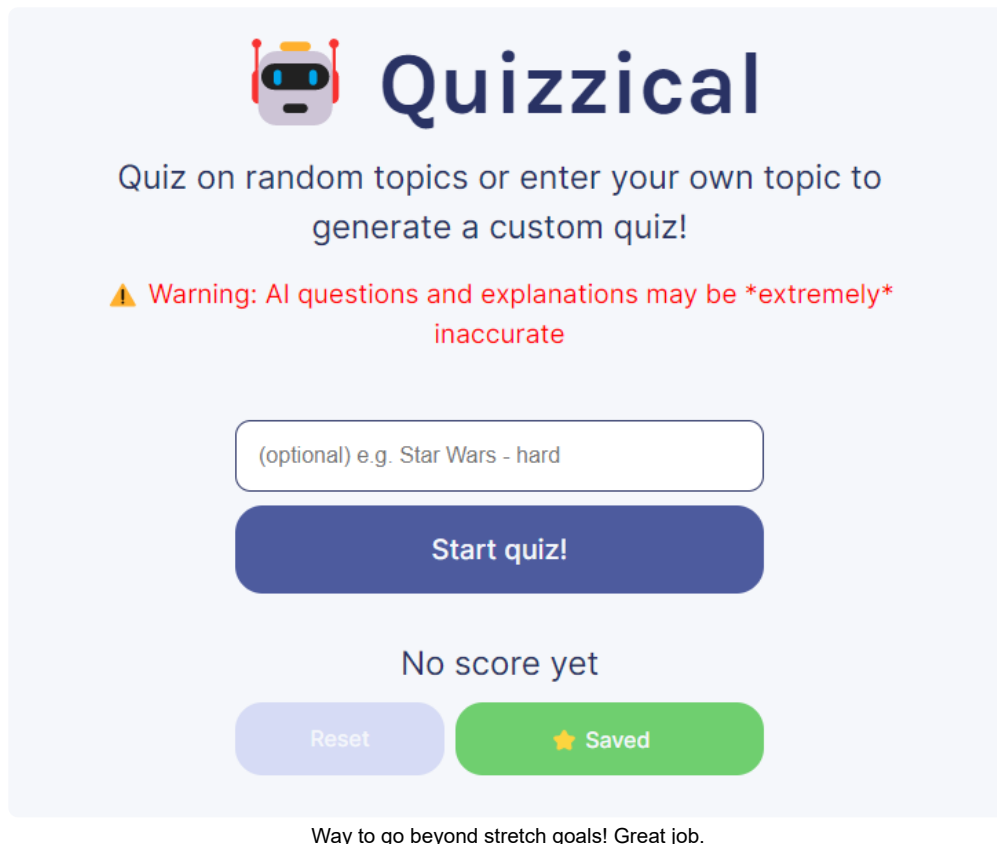 Quizzical
Quiz on random topics or enter your own topic to
generate a custom quiz!
Warning: AI questions and explanations may be *extremely*
inaccurate
(optional) e.g. Star Wars - hard
Start quiz!
No score yet
Reset
Saved
Way to go beyond stretch goals! Great job.